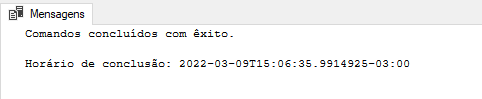 Mensagens
Comandos concluídos com êxito.
Horário de conclusão: 2022-03-09T15:06:35.9914925-03:00